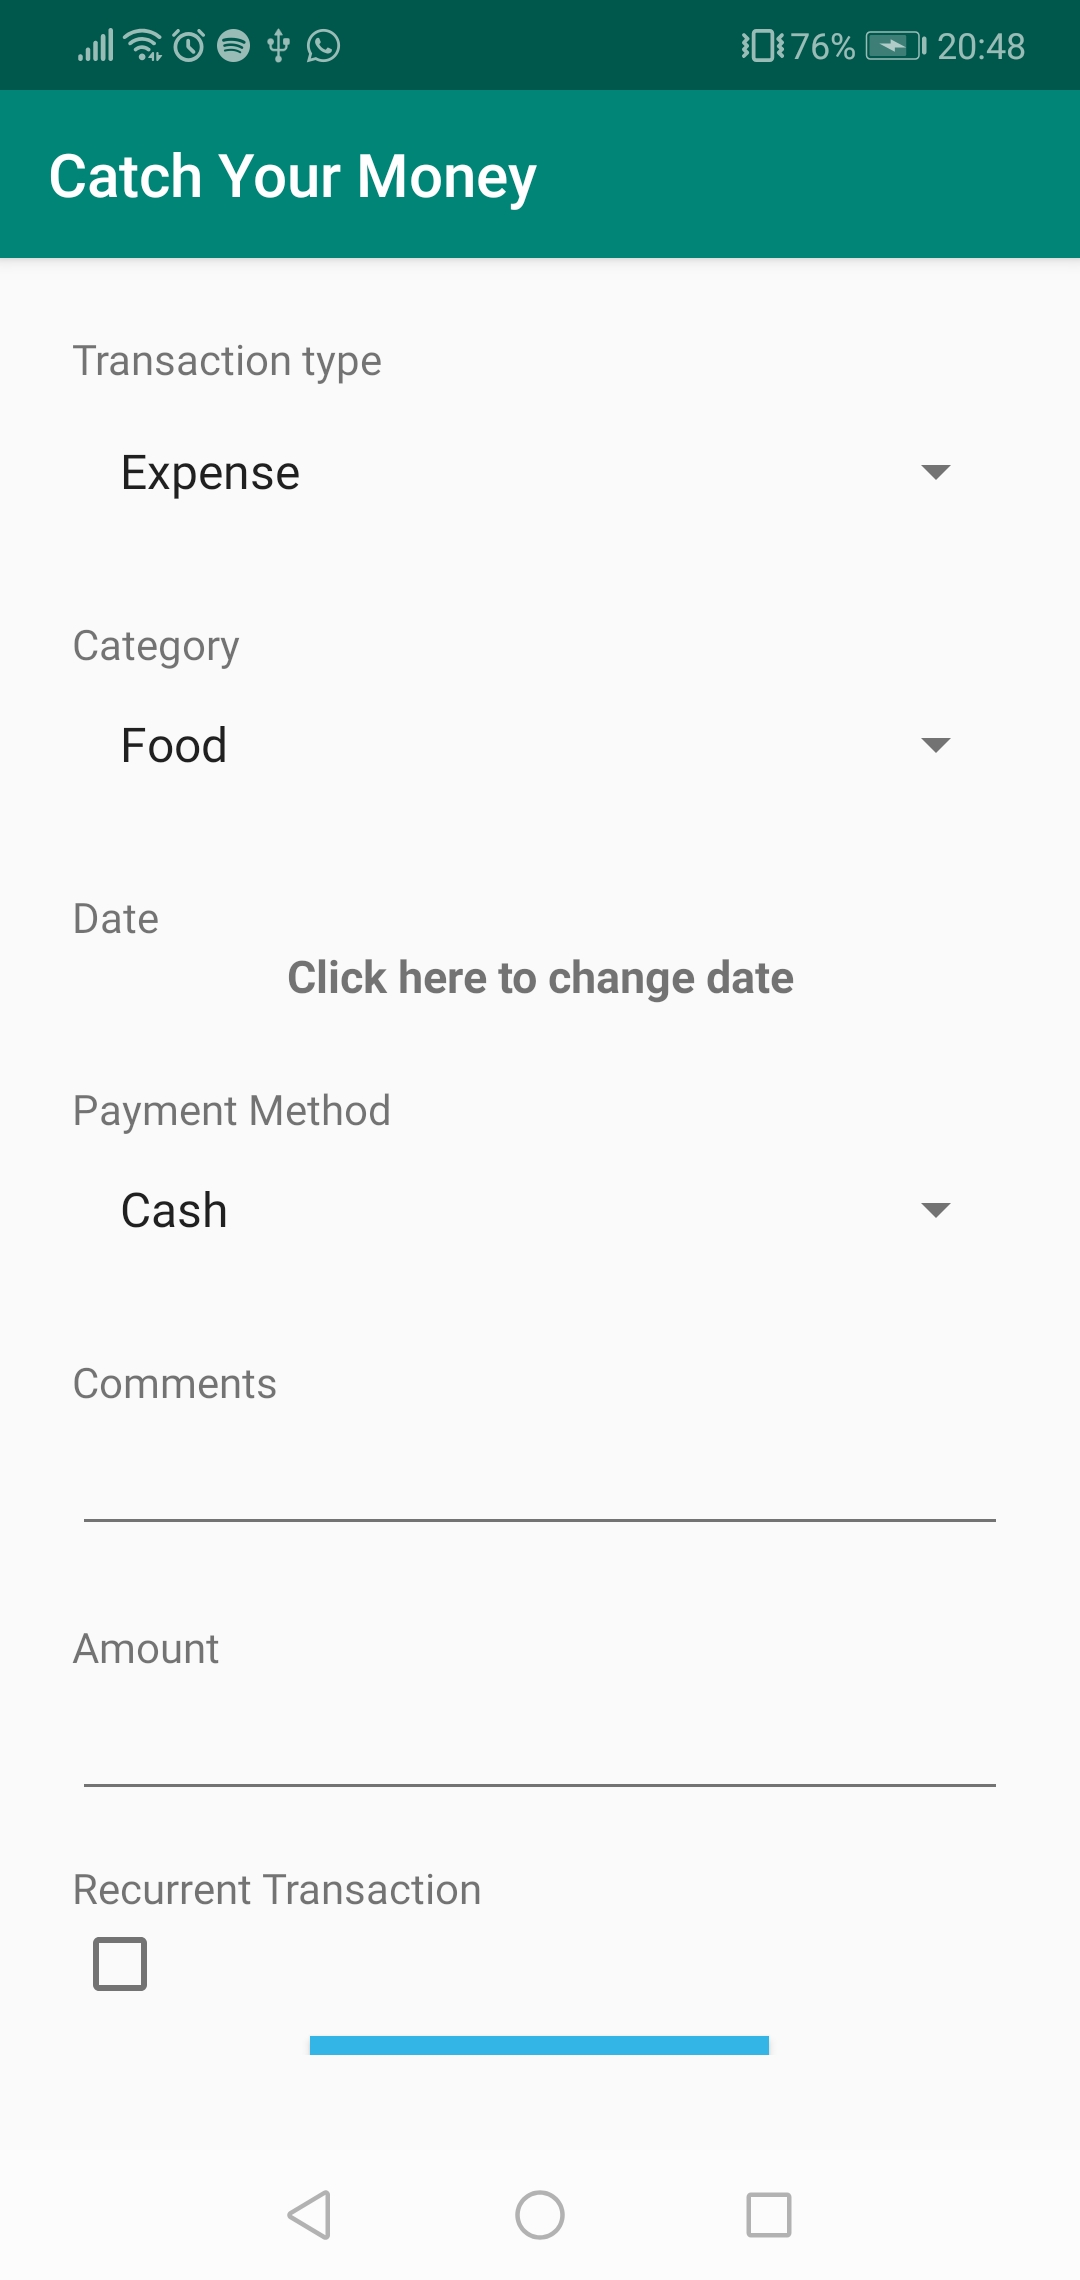 76% 20:48
Catch Your Money
Transaction type
Expense
Category
Food
Date
Click here to change date
Payment Method
Cash
Comments
Amount
Recurrent Transaction